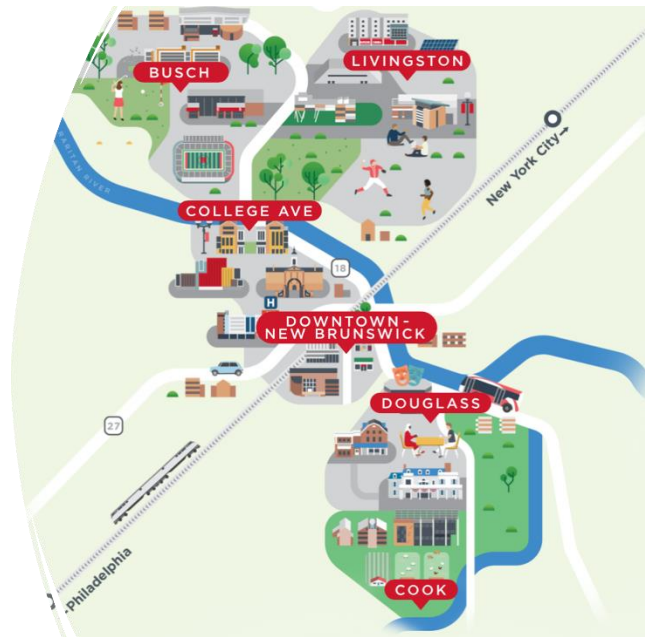 BUSCH
LIVINGSTON
New York City→
RARITAN RIVER
COLLEGE AVE
18
H
DOWNTOWN-
NEW BRUNSWICK
DOUGLASS
27
Philadelphia
COOK